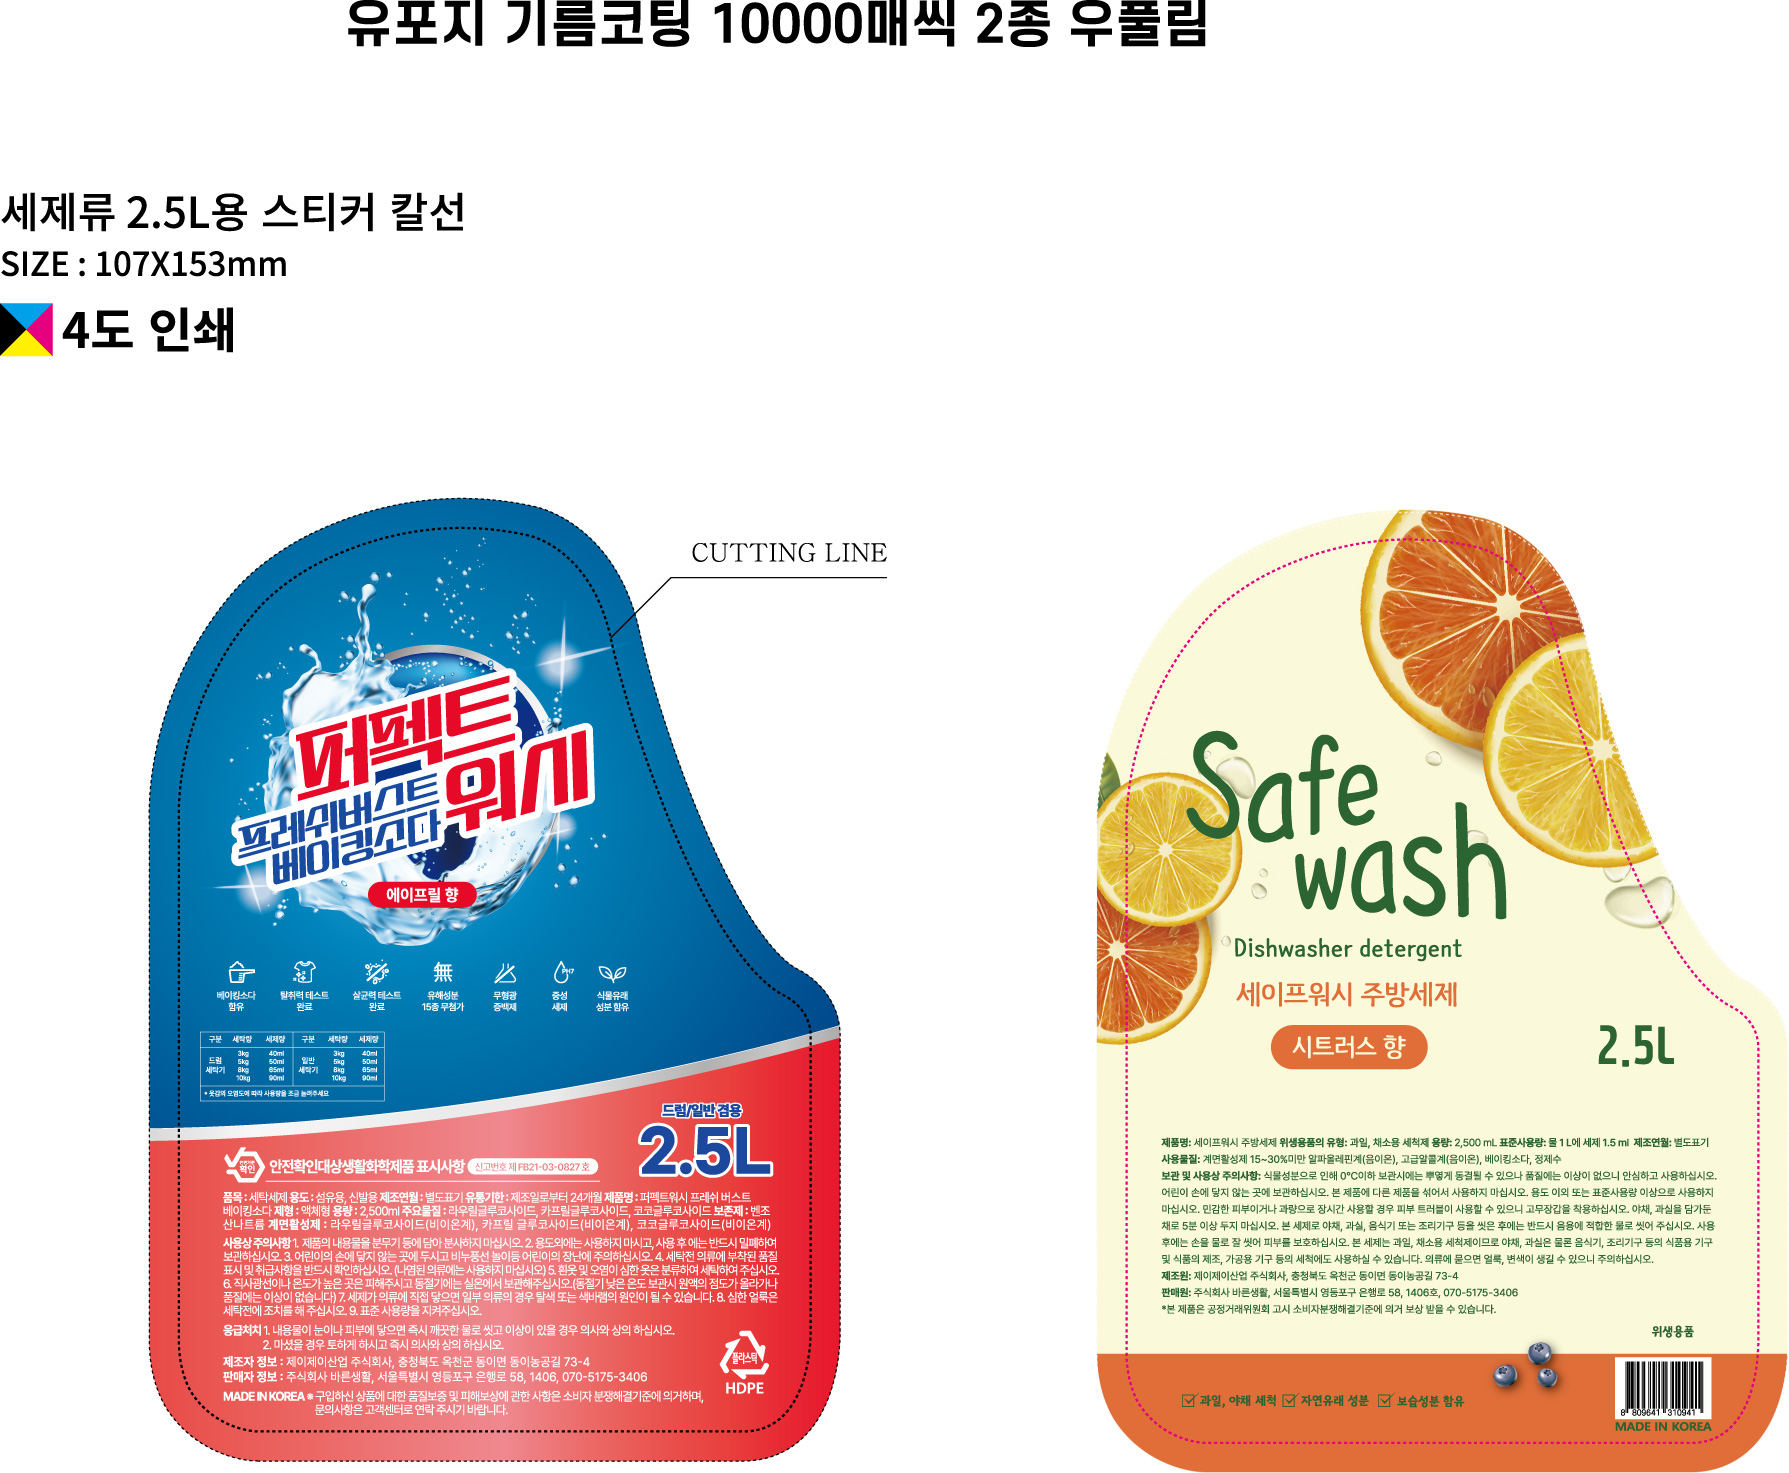 유포지 기름코팅 10000매씩 2종 우풀림
세제류 2.5L용 스티커 칼선
SIZE : 107X153mm
4도 인쇄
CUTTING LINE
퍼펙트
워시
프레쉬버스트
베이킹소다
에이프릴 향
베이킹소다
함유
탈취력 테스트
완료
살균력 테스트
완료
無
유해성분
15종 무첨가
무형광
증백제
PH7
중성
세제
식물유래
성분 함유
구분 세탁량 세제량 구분 세탁량 세제량
드럼
세탁기
3kg 40ml
5kg 50ml
8kg 65ml
10kg 90ml
일반
세탁기
3kg 40ml
5kg 50ml
8kg 65ml
10kg 90ml
* 옷감의 오염도에 따라 사용량을 조금 늘려주세요
드럼/일반 겸용
2.5L
확인
안전확인대상생활화학제품 표시사항 신고번호 제 FB21-03-0827 호
품목 : 세탁세제 용도 : 섬유용, 신발용 제조연월 : 별도표기 유통기한 : 제조일로부터 24개월 제품명 : 퍼펙트워시 프레쉬 버스트
베이킹소다 제형 : 액체형 용량 : 2,500ml 주요물질 : 라우릴글루코사이드, 카프릴글루코사이드, 코코글루코사이드 보존제 : 벤조
산나트륨 계면활성제 : 라우릴글루코사이드(비이온계), 카프릴 글루코사이드(비이온계), 코코글루코사이드(비이온계)
사용상 주의사항 1. 제품의 내용물을 분무기 등에 담아 분사하지 마십시오. 2. 용도외에는 사용하지 마시고, 사용 후 에는 반드시 밀폐하여
보관하십시오. 3. 어린이의 손에 닿지 않는 곳에 두시고 비누풍선 놀이등 어린이의 장난에 주의하십시오. 4. 세탁전 의류에 부착된 품질
표시 및 취급사항을 반드시 확인하십시오. (나염된 의류에는 사용하지 마십시오) 5. 흰옷 및 오염이 심한 옷은 분류하여 세탁하여 주십시오.
6. 직사광선이나 온도가 높은 곳은 피해주시고 동절기에는 실온에서 보관해주십시오.(동절기 낮은 온도 보관시 원액의 점도가 올라가나
품질에는 이상이 없습니다) 7. 세제가 의류에 직접 닿으면 일부 의류의 경우 탈색 또는 색바램의 원인이 될 수 있습니다. 8. 심한 얼룩은
세탁전에 조치를 해 주십시오. 9. 표준 사용량을 지켜주십시오.
응급처치 1. 내용물이 눈이나 피부에 닿으면 즉시 깨끗한 물로 씻고 이상이 있을 경우 의사와 상의 하십시오.
2. 마셨을 경우 토하게 하시고 즉시 의사와 상의 하십시오.
제조자 정보 : 제이제이산업 주식회사, 충청북도 옥천군 동이면 동이농공길 73-4
판매자 정보 : 주식회사 바른생활, 서울특별시 영등포구 은행로 58, 1406, 070-5175-3406
MADE IN KOREA ※ 구입하신 상품에 대한 품질보증 및 피해보상에 관한 사항은 소비자 분쟁해결기준에 의거하며,
문의사항은 고객센터로 연락 주시기 바랍니다.
플라스틱
HDPE
Safe
wash
Dishwasher detergent
세이프워시 주방세제
시트러스 향
2.5L
제품명: 세이프워시 주방세제 위생용품의 유형: 과일, 채소용 세척제 용량: 2,500 mL 표준사용량: 물 1 L에 세제 1.5 ml 제조연월: 별도표기
사용물질: 계면활성제 15~30%미만 알파올레핀계(음이온), 고급알콜계(음이온), 베이킹소다, 정제수
보관 및 사용상 주의사항: 식물성분으로 인해 0°C이하 보관시에는 뿌옇게 동결될 수 있으나 품질에는 이상이 없으니 안심하고 사용하십시오.
어린이 손에 닿지 않는 곳에 보관하십시오. 본 제품에 다른 제품을 섞어서 사용하지 마십시오. 용도 이외 또는 표준사용량 이상으로 사용하지
마십시오. 민감한 피부이거나 과량으로 장시간 사용할 경우 피부 트러블이 사용할 수 있으니 고무장갑을 착용하십시오. 야채, 과실을 담가둔
채로 5분 이상 두지 마십시오. 본 세제로 야채, 과실, 음식기 또는 조리기구 등을 씻은 후에는 반드시 음용에 적합한 물로 씻어 주십시오. 사용
후에는 손을 물로 잘 씻어 피부를 보호하십시오. 본 세제는 과일, 채소용 세척제이므로 야채, 과실은 물론 음식기, 조리기구 등의 식품용 기구
및 식품의 제조, 가공용 기구 등의 세척에도 사용하실 수 있습니다. 의류에 묻으면 얼룩, 변색이 생길 수 있으니 주의하십시오.
제조원: 제이제이산업 주식회사, 충청북도 옥천군 동이면 동이농공길 73-4
판매원: 주식회사 바른생활, 서울특별시 영등포구 은행로 58, 1406호, 070-5175-3406
*본 제품은 공정거래위원회 고시 소비자분쟁해결기준에 의거 보상 받을 수 있습니다.
위생용품
과일, 야채 세척 자연유래 성분 보습성분 함유
8 809641 310941
MADE IN KOREA